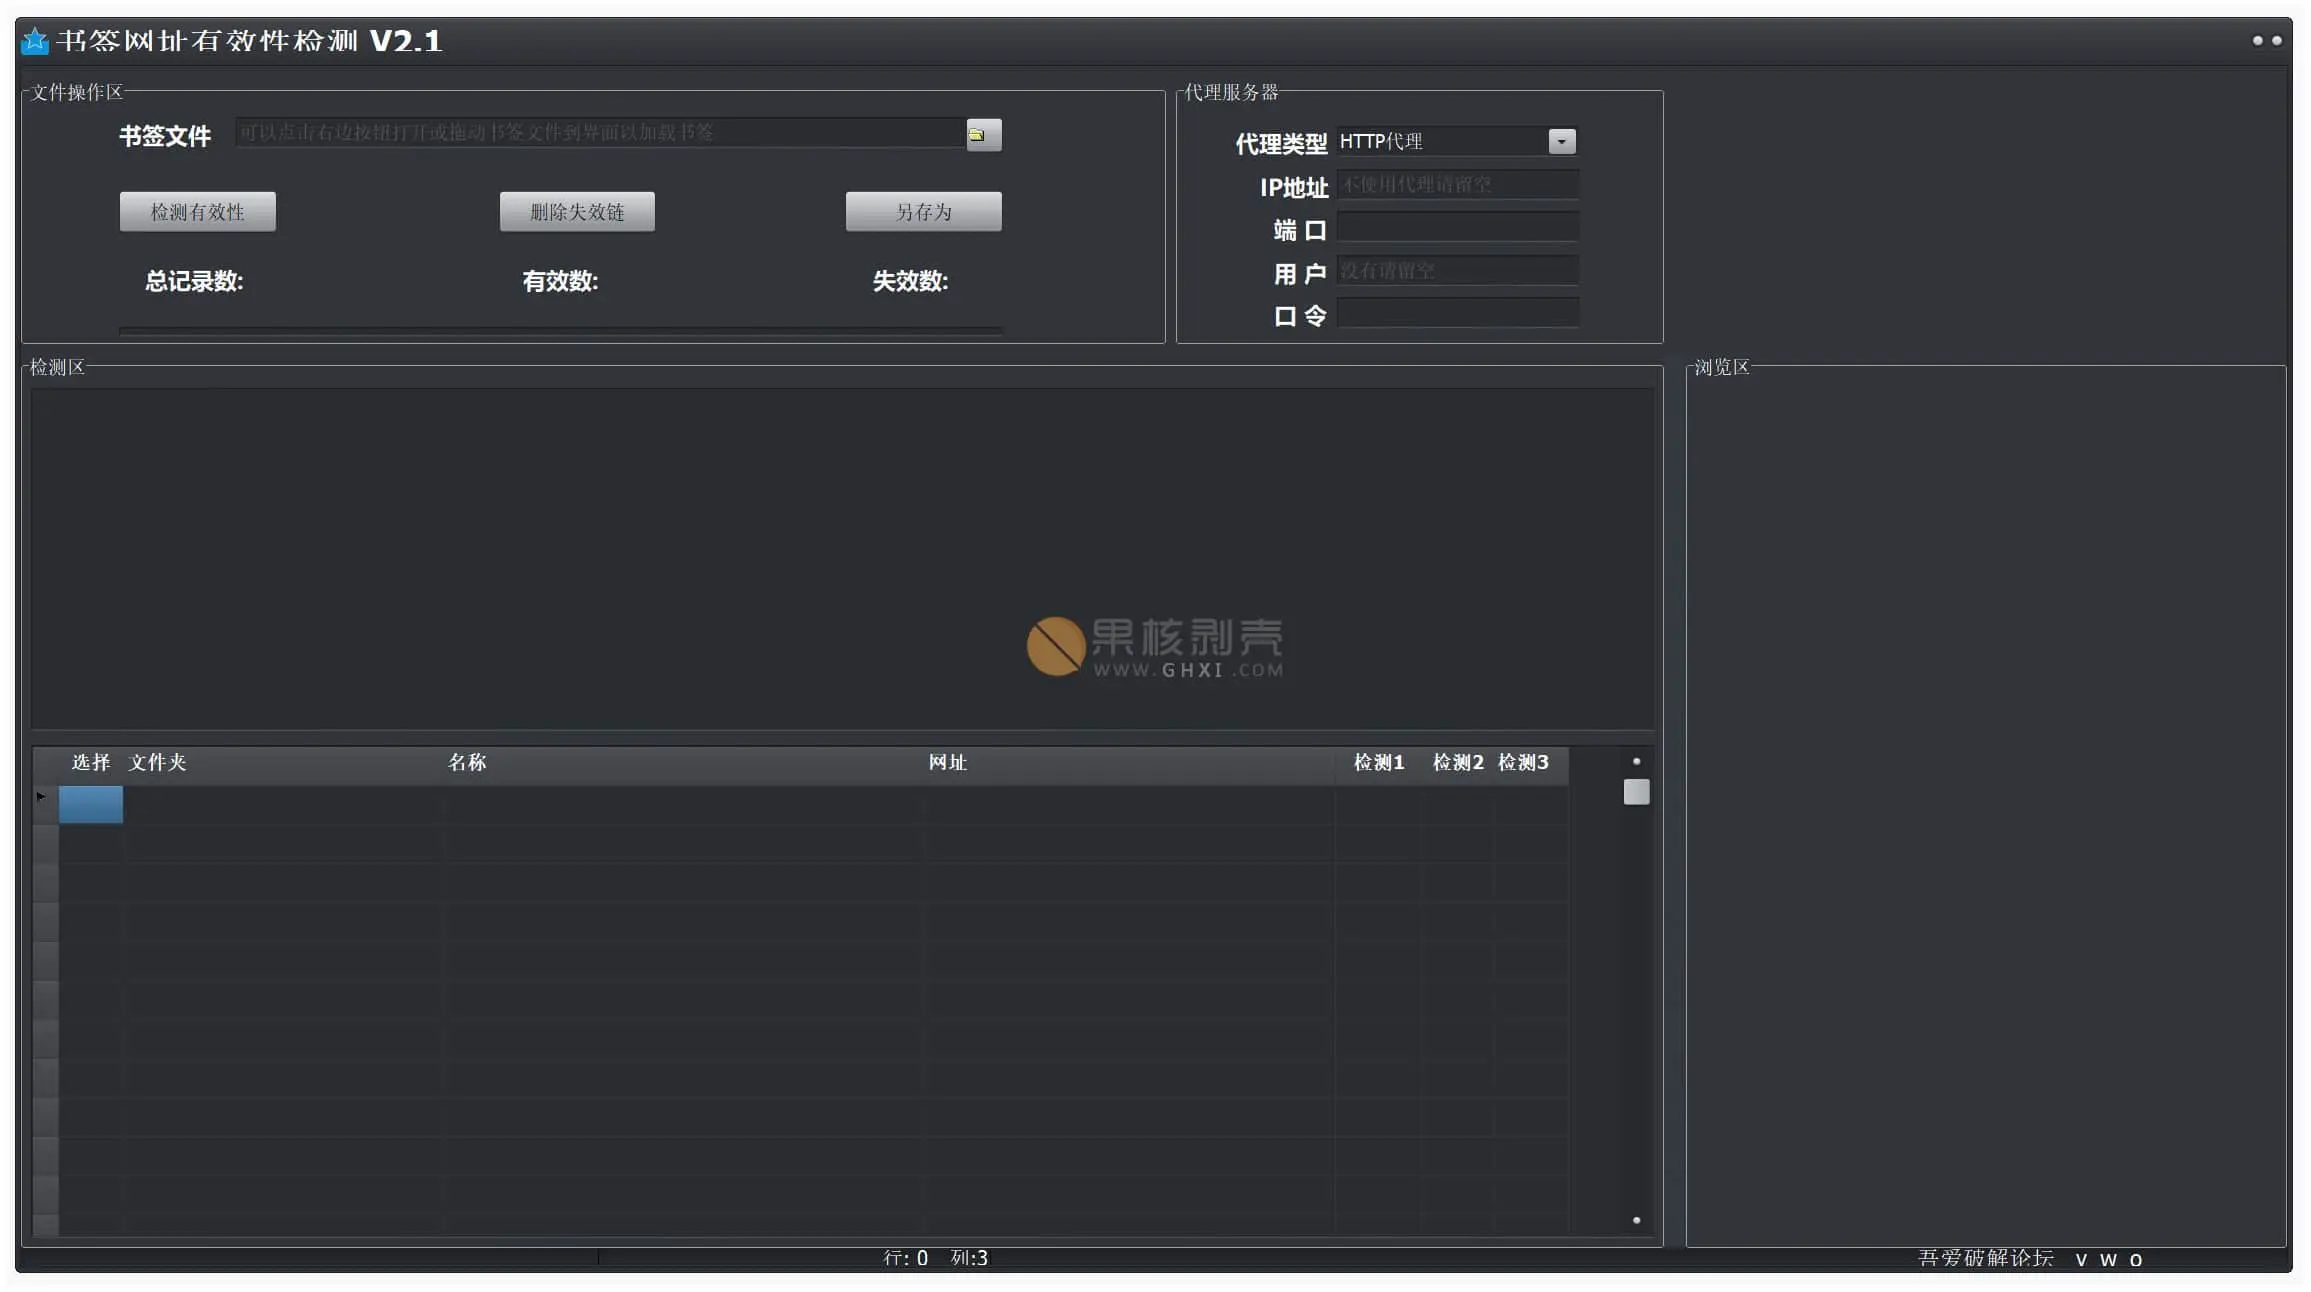 书签网址有效性检测 V2.1
文件操作区
书签文件 可以点击右边按钮打开或拖动书签文件到界面以加载书签
检测有效性 删除失效链 另存为
总记录数: 有效数: 失效数:
代理服务器
代理类型 HTTP代理
IP地址 不使用代理请留空
端 口
用 户 没有请留空
口 令
检测区
浏览区
果核剥壳
WWW.GHXI.COM
选择 文件夹 名称 网址 检测1 检测2 检测3
行: 0 列:3
吾爱破解论坛 v w o